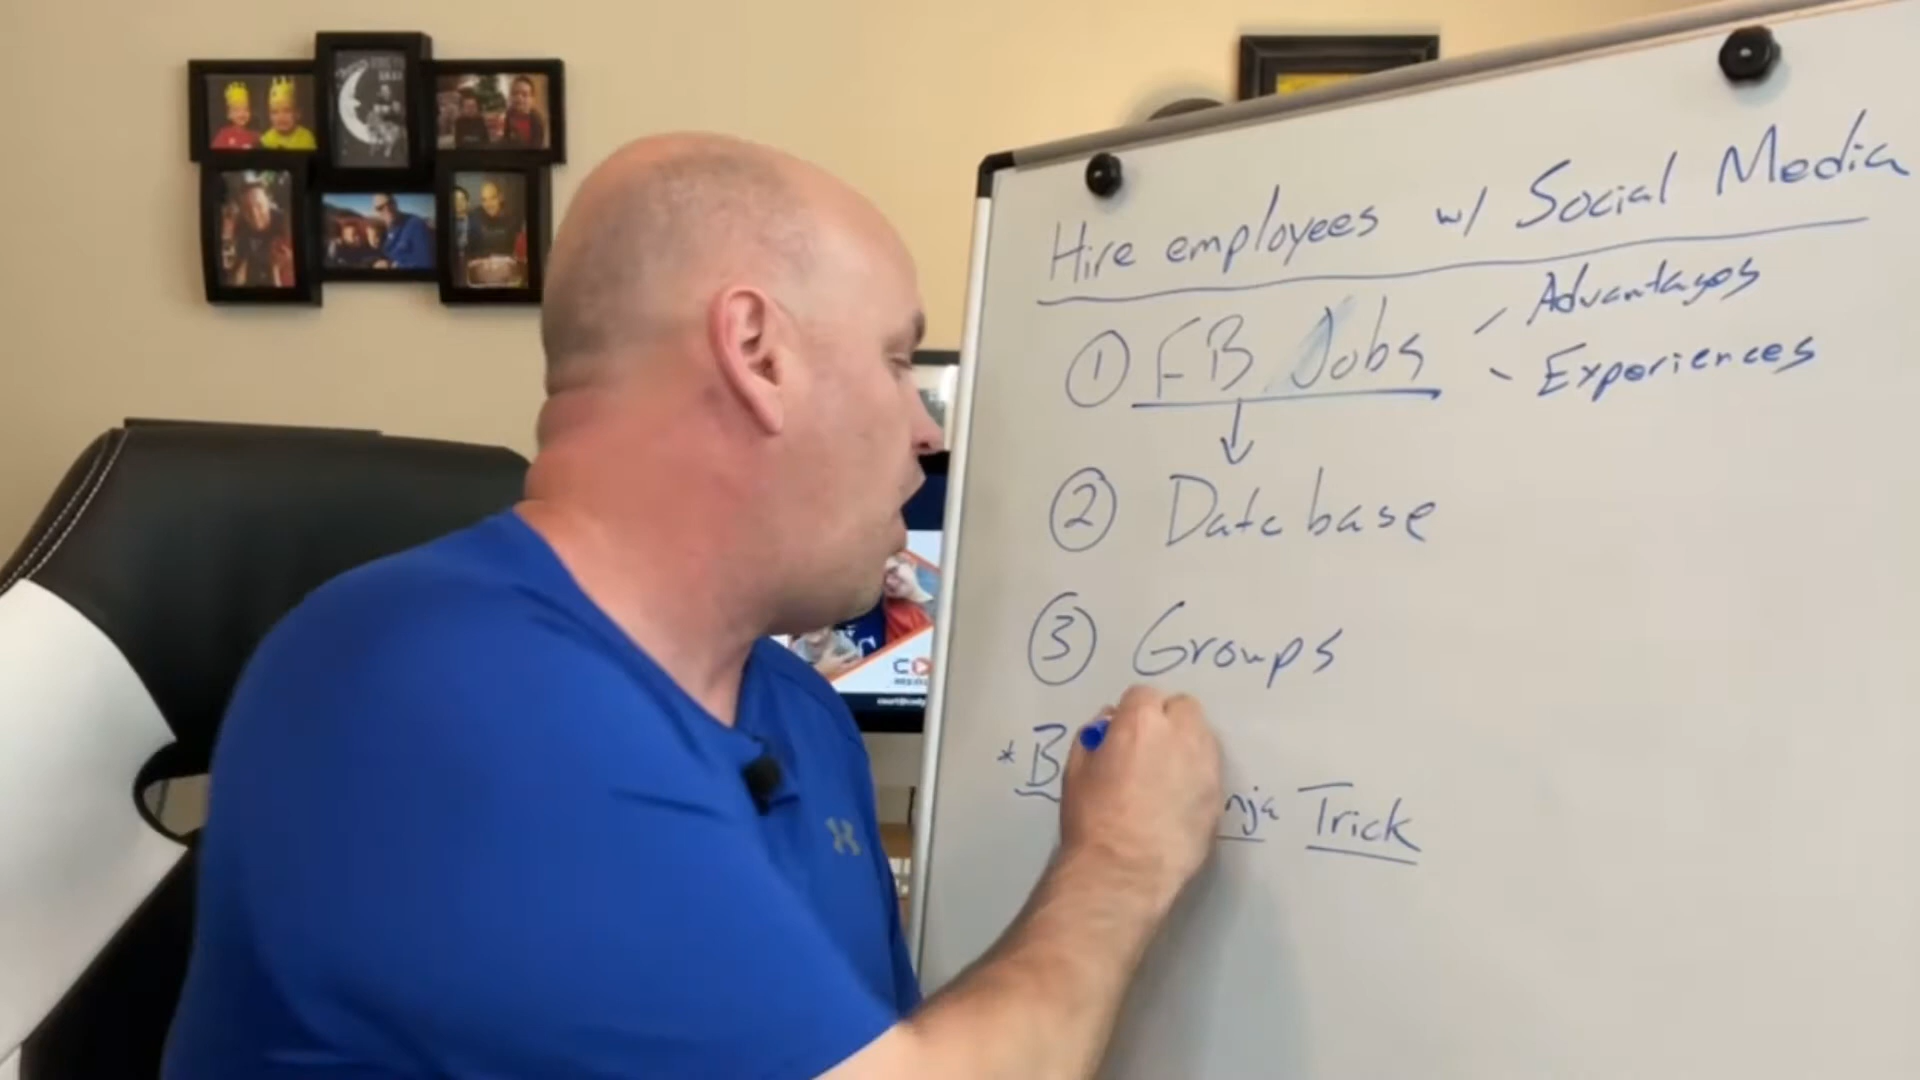 Hire employees w/ Social Media
① FB Jobs
- Advantages
- Experiences
② Database
③ Groups
* Trick